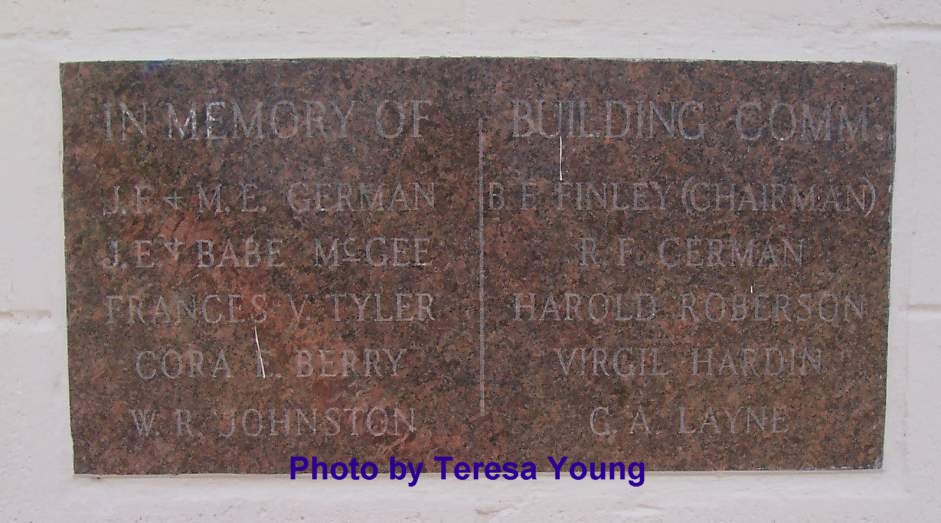 IN MEMORY OF
J.F. & M.E. GERMAN
J.E. & BABE McGEE
FRANCES V. TYLER
CORA E. BERRY
W.R. JOHNSTON
BUILDING COMM.
B.E. FINLEY (CHAIRMAN)
R.F. GERMAN
HAROLD ROBERSON
VIRGIL HARDIN
C.A. LAYNE
Photo by Teresa Young